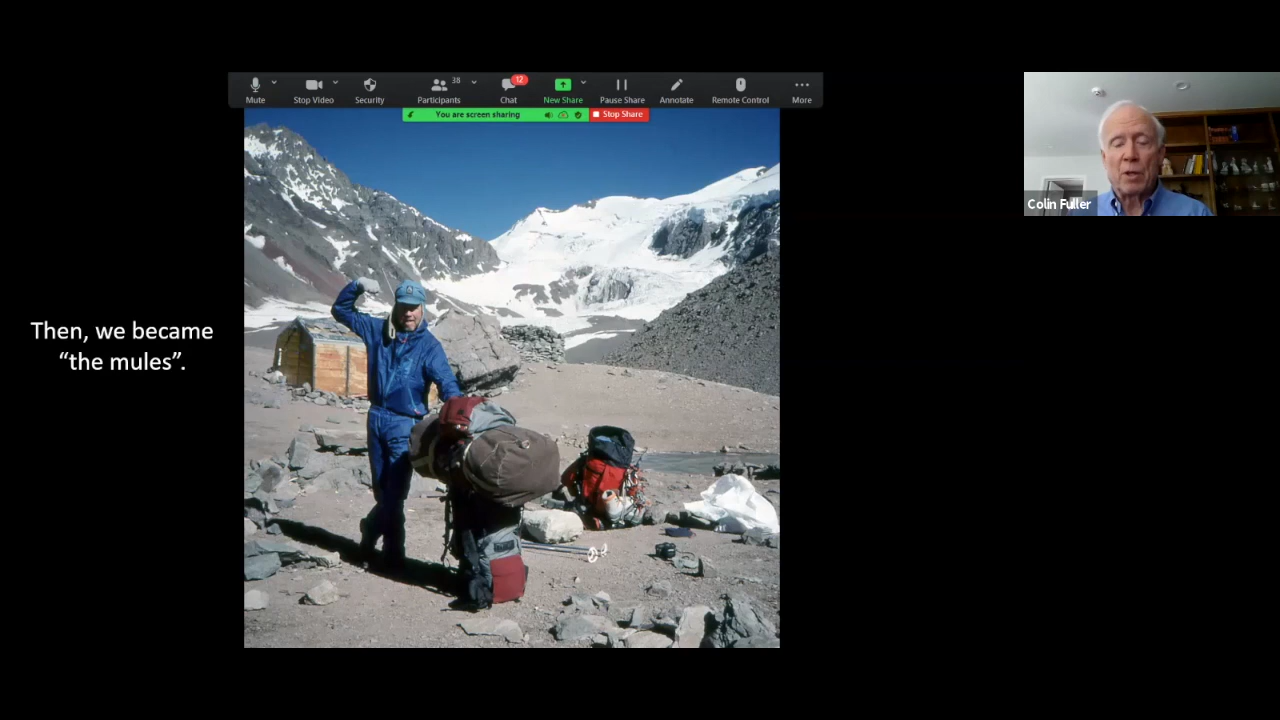 38
12
Mute
Stop Video
Security
Participants
Chat
New Share
Pause Share
Annotate
Remote Control
More
You are screen sharing
Stop Share
Colin Fuller
Then, we became
“the mules”.